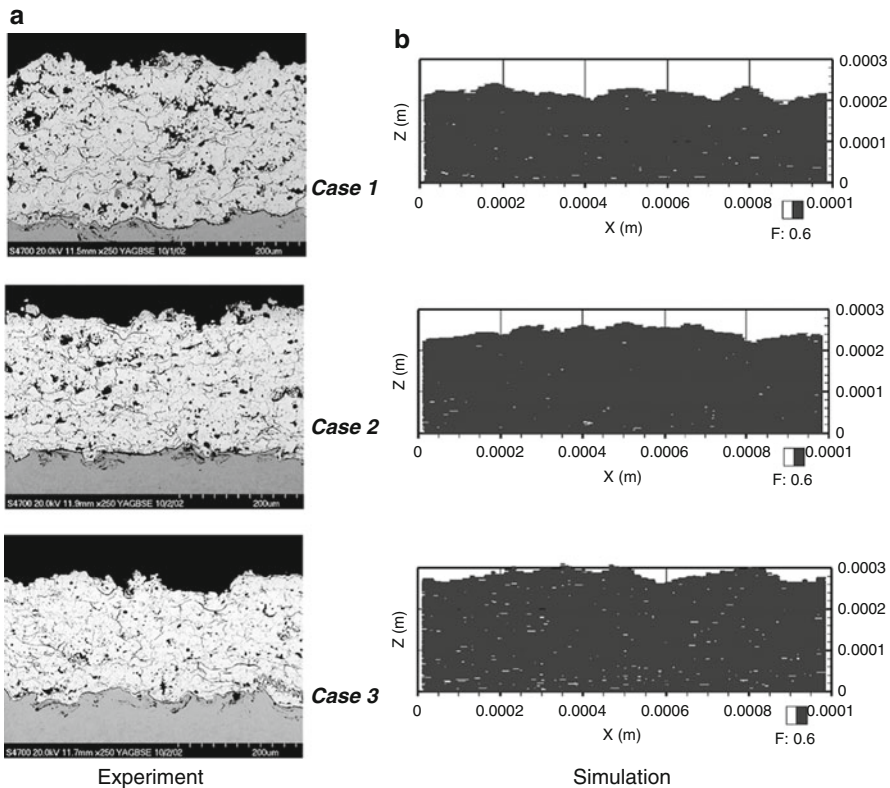 a
b
Case 1
S4700 20.0kV 11.5mm x250 YAGBSE 10/1/02
200um
Z (m)
0.0003
0.0002
0.0001
0
0
0.0002
0.0004
0.0006
0.0008
0.0001
X (m)
F: 0.6
Case 2
S4700 20.0kV 11.9mm x250 YAGBSE 10/2/02
200um
Z (m)
0.0003
0.0002
0.0001
0
0
0.0002
0.0004
0.0006
0.0008
0.0001
X (m)
F: 0.6
Case 3
S4700 20.0kV 11.7mm x250 YAGBSE 10/2/02
200um
Z (m)
0.0003
0.0002
0.0001
0
0
0.0002
0.0004
0.0006
0.0008
0.0001
X (m)
F: 0.6
Experiment
Simulation